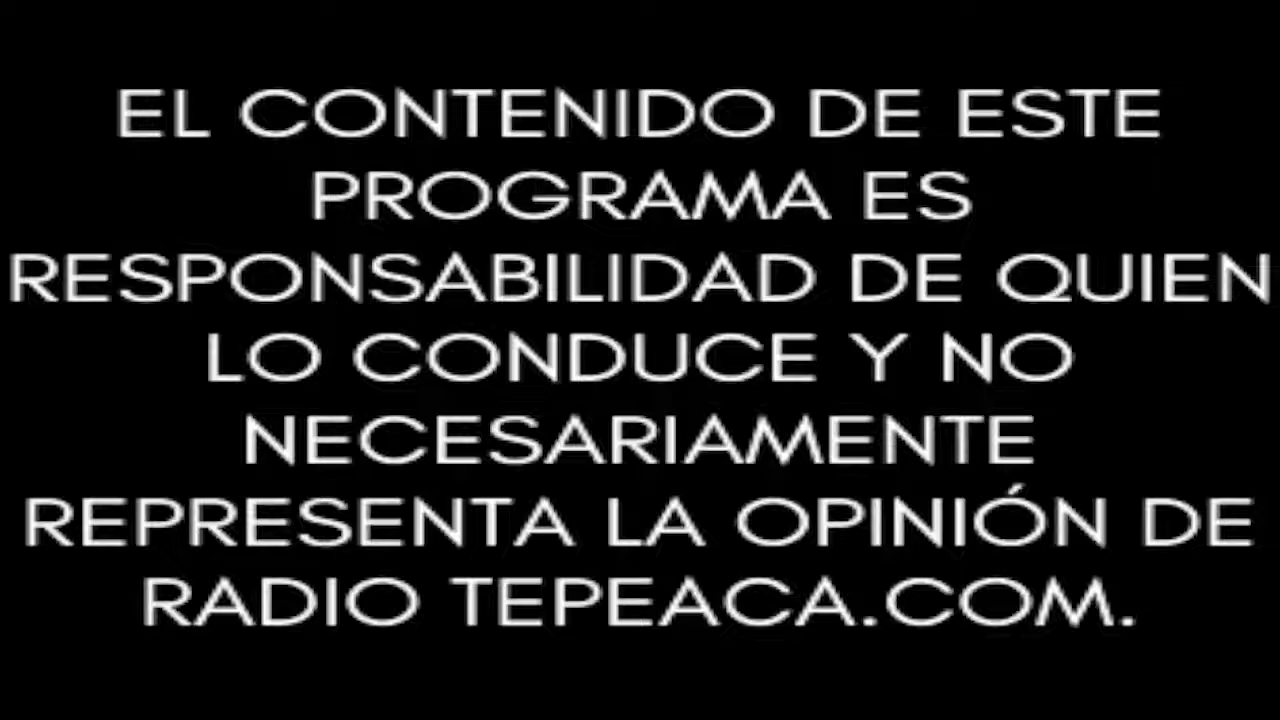 EL CONTENIDO DE ESTE
PROGRAMA ES
RESPONSABILIDAD DE QUIEN
LO CONDUCE Y NO
NECESARIAMENTE
REPRESENTA LA OPINIÓN DE
RADIO TEPEACA.COM.